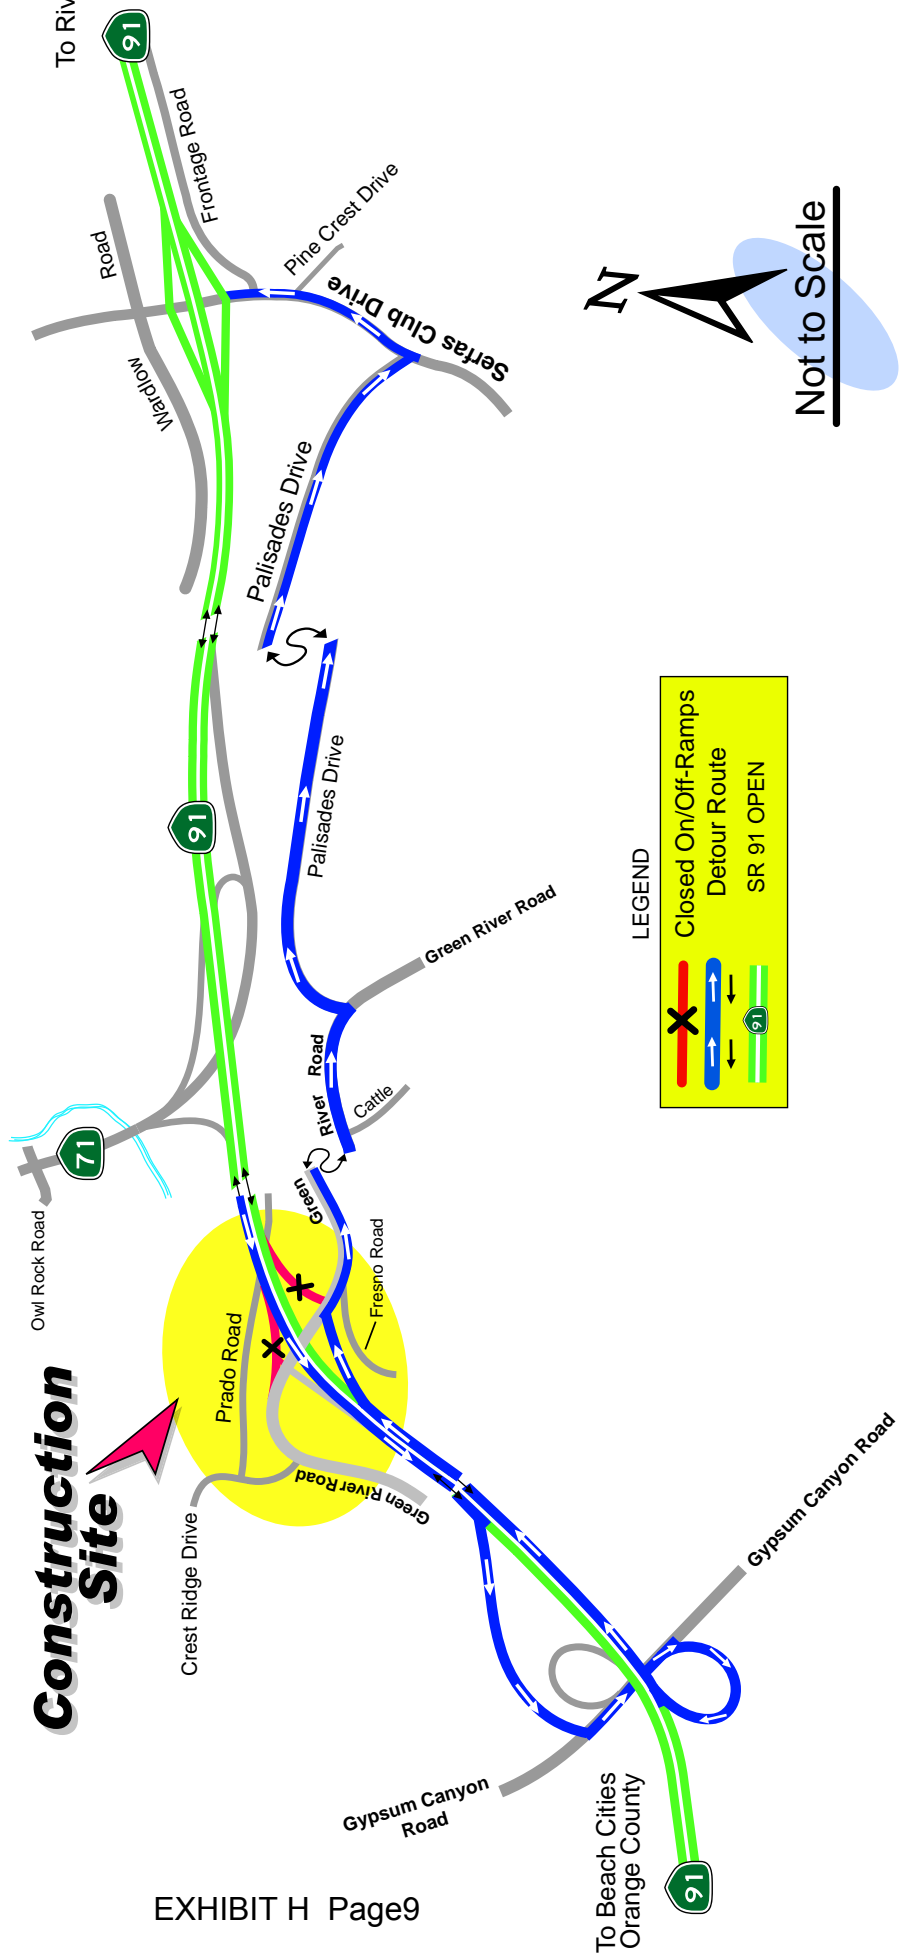 Construction
Site
Crest Ridge Drive
Prado Road
Owl Rock Road
71
Green River Road
Green
River Road
Fresno Road
Cattle
Green River Road
Palisades Drive
91
Palisades Drive
Wardlow
Road
Frontage Road
Pine Crest Drive
Serfas Club Drive
91
To Riv
N
Not to Scale
LEGEND
Closed On/Off-Ramps
Detour Route
SR 91 OPEN
91
Gypsum Canyon
Road
Gypsum Canyon Road
To Beach Cities
Orange County
91
EXHIBIT H Page9